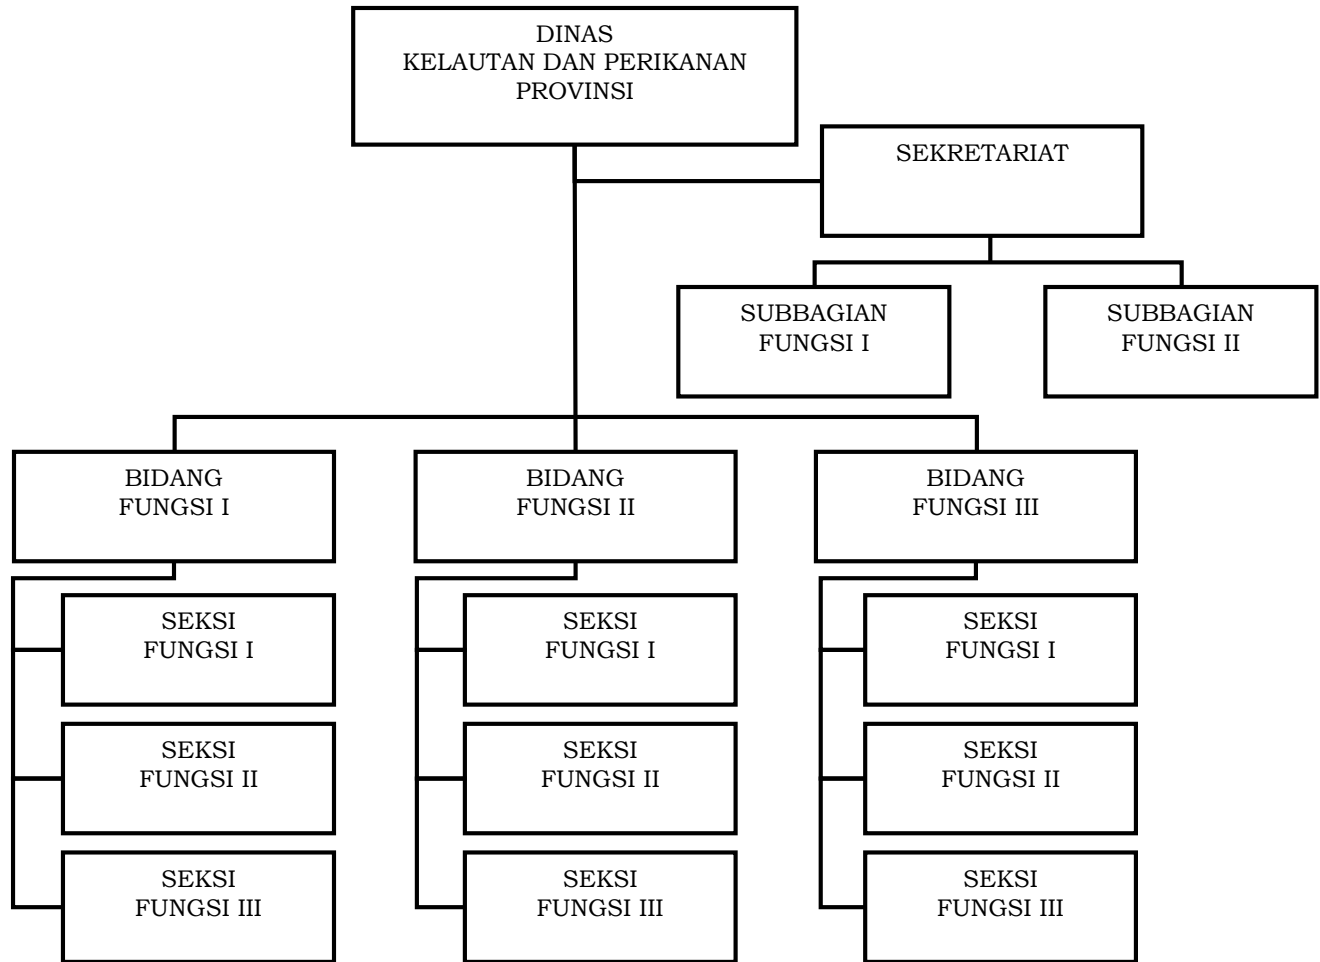 DINAS
KELAUTAN DAN PERIKANAN
PROVINSI
SEKRETARIAT
SUBBAGIAN
FUNGSI I
SUBBAGIAN
FUNGSI II
BIDANG
FUNGSI I
BIDANG
FUNGSI II
BIDANG
FUNGSI III
SEKSI
FUNGSI I
SEKSI
FUNGSI I
SEKSI
FUNGSI I
SEKSI
FUNGSI II
SEKSI
FUNGSI II
SEKSI
FUNGSI II
SEKSI
FUNGSI III
SEKSI
FUNGSI III
SEKSI
FUNGSI III